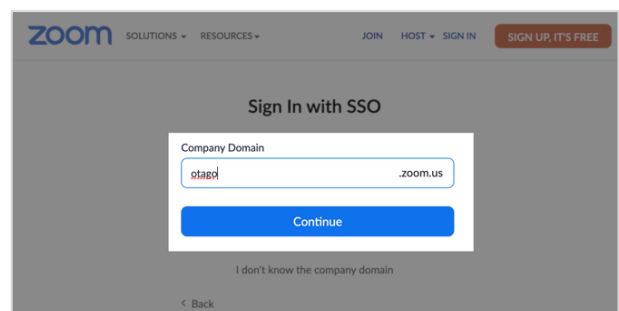 zoom SOLUTIONS RESOURCES JOIN HOST SIGN IN SIGN UP, IT'S FREE
Sign In with SSO
Company Domain
otago .zoom.us
Continue
I don't know the company domain
< Back